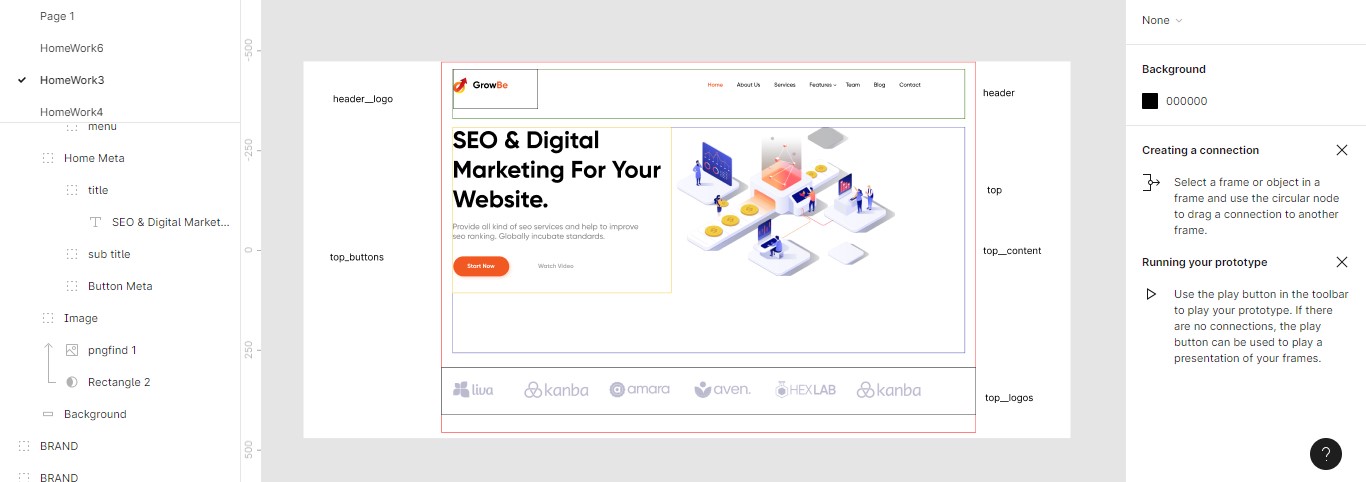 Page 1
HomeWork6
HomeWork3
HomeWork4
menu
Home Meta
title
SEO & Digital Market...
sub title
Button Meta
Image
pngfind 1
Rectangle 2
Background
BRAND
BRAND
-500
-250
0
250
500
header__logo
top_buttons
GrowBe
Home
About Us
Services
Features
Team
Blog
Contact
SEO & Digital
Marketing For Your
Website.
Provide all kind of seo services and help to improve
seo ranking. Globally incubate standards.
Start Now
Watch Video
liva
kanba
amara
aven.
HEXLAB
kanba
header
top
top__content
top__logos
None
Background
000000
Creating a connection
Select a frame or object in a
frame and use the circular node
to drag a connection to another
frame.
Running your prototype
Use the play button in the toolbar
to play your prototype. If there
are no connections, the play
button can be used to play a
presentation of your frames.
?